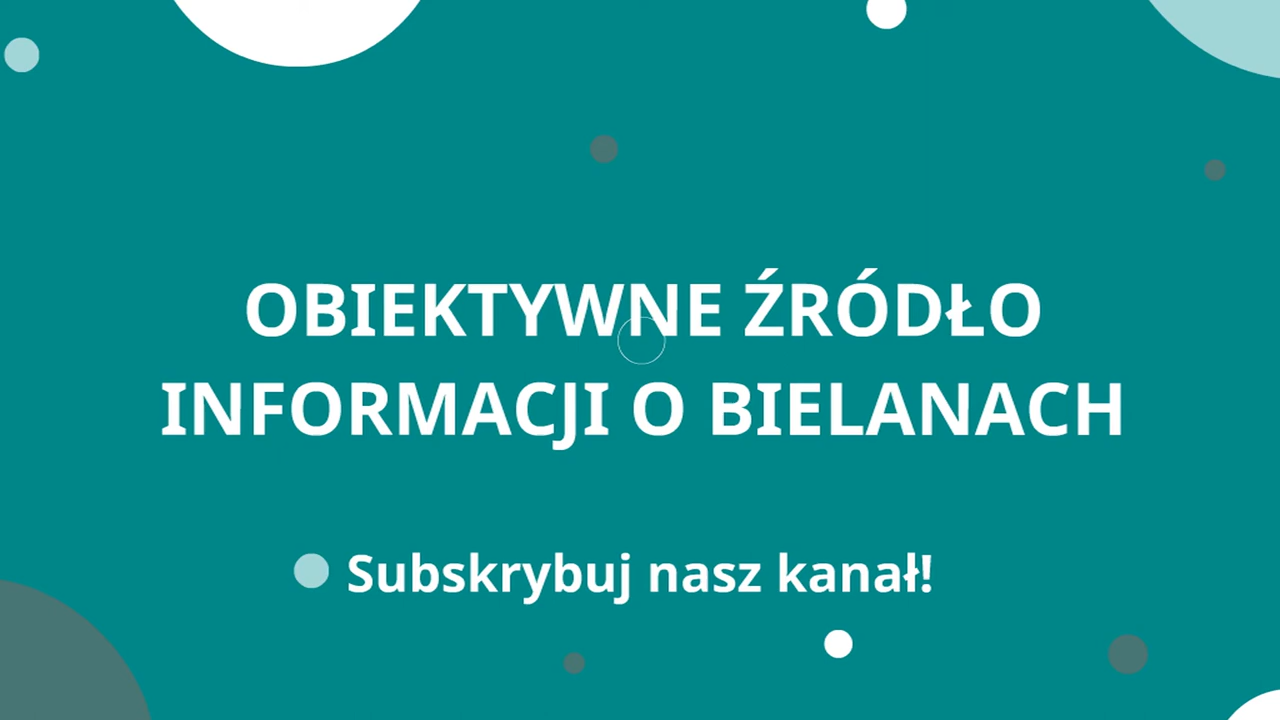 OBIEKTYWNE ŹRÓDŁO
INFORMACJI O BIELANACH
Subskrybuj nasz kanał!